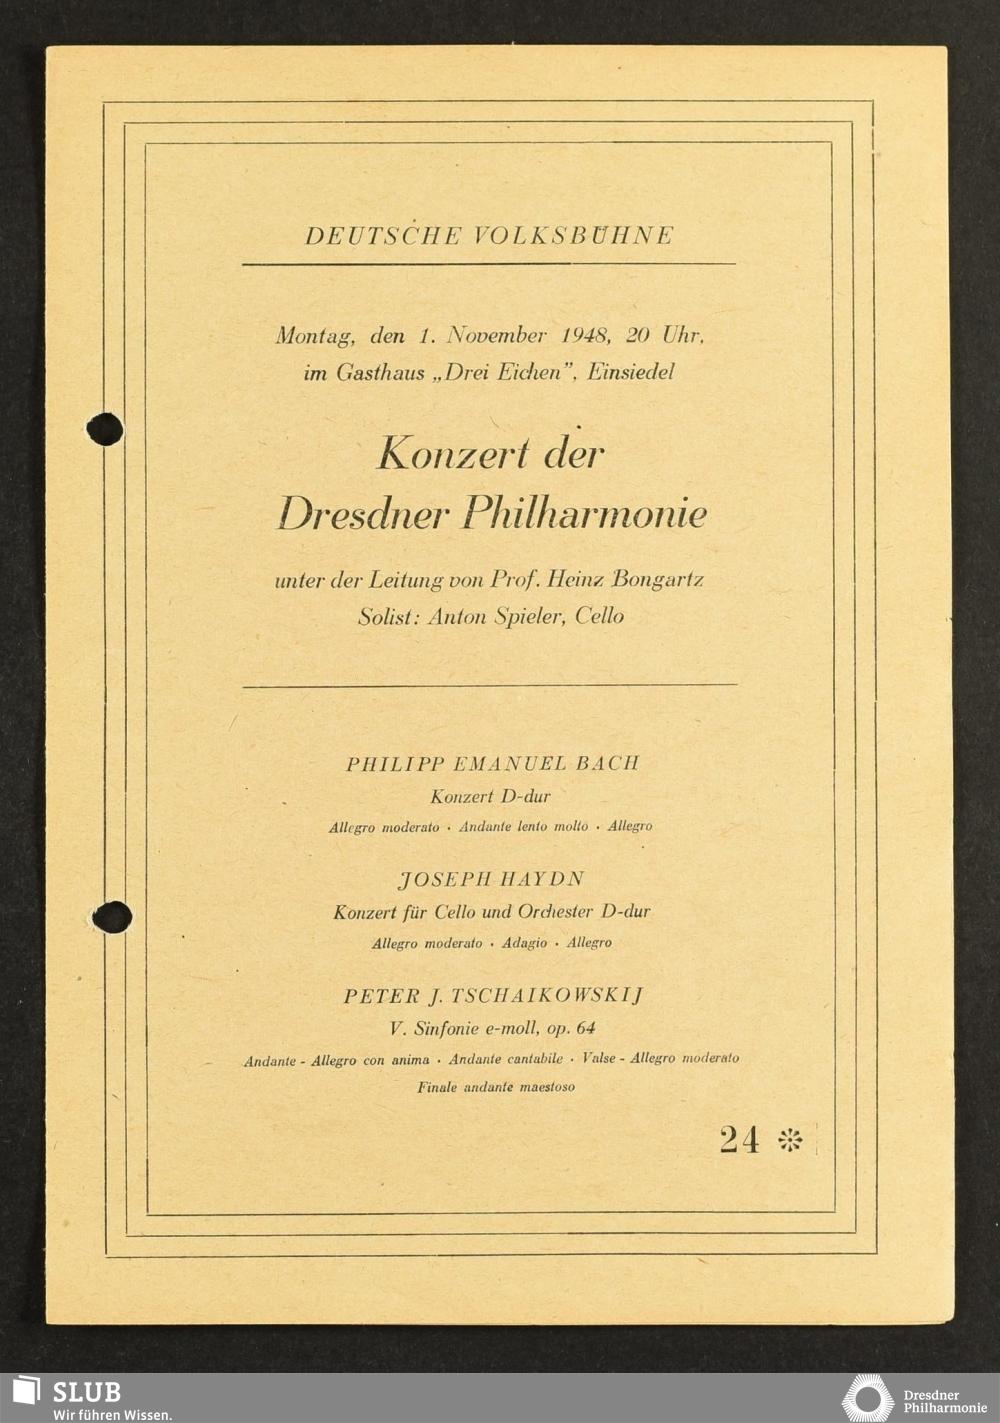 DEUTSCHE VOLKSBÜHNE
Montag, den 1. November 1948, 20 Uhr,
im Gasthaus „Drei Eichen”, Einsiedel
Konzert der
Dresdner Philharmonie
unter der Leitung von Prof. Heinz Bongartz
Solist: Anton Spieler, Cello
PHILIPP EMANUEL BACH
Konzert D-dur
Allegro moderato · Andante lento molto · Allegro
JOSEPH HAYDN
Konzert für Cello und Orchester D-dur
Allegro moderato · Adagio · Allegro
PETER J. TSCHAIKOWSKIJ
V. Sinfonie e-moll, op. 64
Andante - Allegro con anima · Andante cantabile · Valse - Allegro moderato
Finale andante maestoso
24 *
SLUB
Wir führen Wissen.
Dresdner
Philharmonie